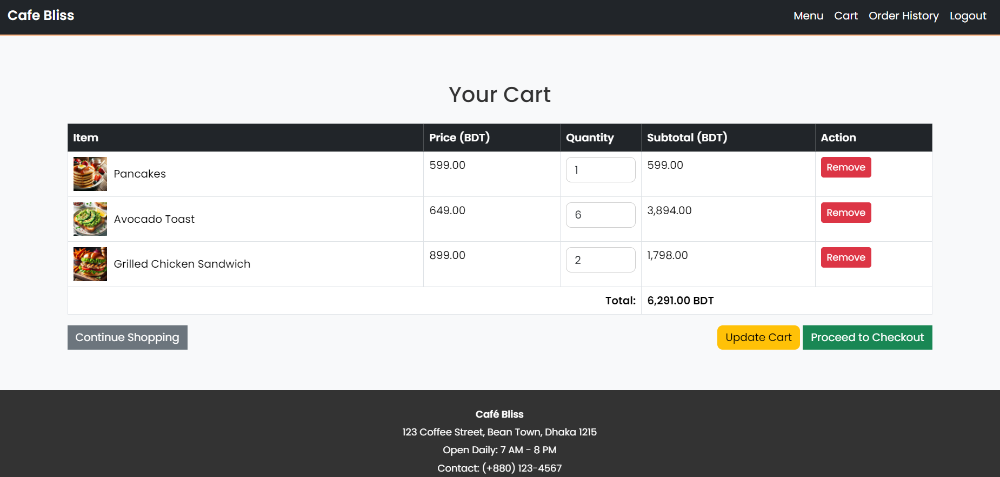 Cafe Bliss Menu Cart Order History Logout
Your Cart
Item Price (BDT) Quantity Subtotal (BDT) Action
Pancakes 599.00 1 599.00 Remove
Avocado Toast 649.00 6 3,894.00 Remove
Grilled Chicken Sandwich 899.00 2 1,798.00 Remove
Total: 6,291.00 BDT
Continue Shopping Update Cart Proceed to Checkout
Café Bliss
123 Coffee Street, Bean Town, Dhaka 1215
Open Daily: 7 AM - 8 PM
Contact: (+880) 123-4567